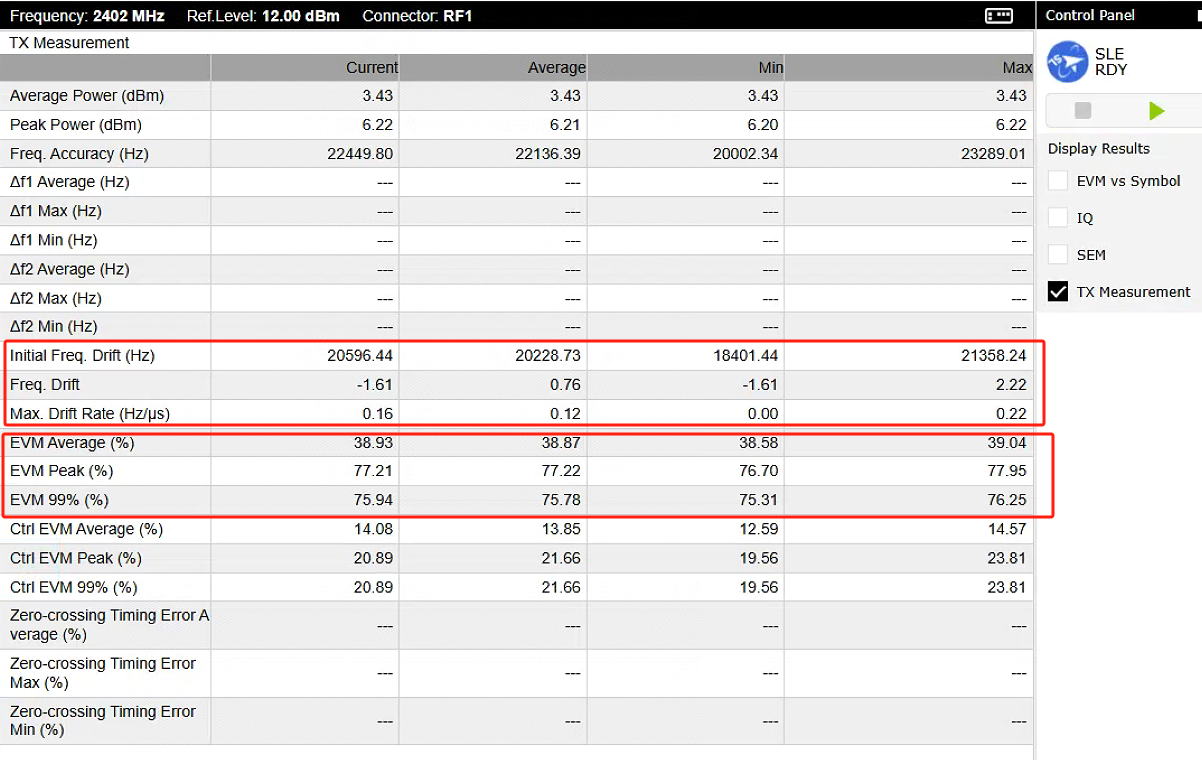 Frequency: 2402 MHz Ref.Level: 12.00 dBm Connector: RF1
Control Panel
TX Measurement
SLE
RDY
Current Average Min Max
Average Power (dBm) 3.43 3.43 3.43 3.43
Peak Power (dBm) 6.22 6.21 6.20 6.22
Freq. Accuracy (Hz) 22449.80 22136.39 20002.34 23289.01
Δf1 Average (Hz) --- --- --- ---
Δf1 Max (Hz) --- --- --- ---
Δf1 Min (Hz) --- --- --- ---
Δf2 Average (Hz) --- --- --- ---
Δf2 Max (Hz) --- --- --- ---
Δf2 Min (Hz) --- --- --- ---
Initial Freq. Drift (Hz) 20596.44 20228.73 18401.44 21358.24
Freq. Drift -1.61 0.76 -1.61 2.22
Max. Drift Rate (Hz/µs) 0.16 0.12 0.00 0.22
EVM Average (%) 38.93 38.87 38.58 39.04
EVM Peak (%) 77.21 77.22 76.70 77.95
EVM 99% (%) 75.94 75.78 75.31 76.25
Ctrl EVM Average (%) 14.08 13.85 12.59 14.57
Ctrl EVM Peak (%) 20.89 21.66 19.56 23.81
Ctrl EVM 99% (%) 20.89 21.66 19.56 23.81
Zero-crossing Timing Error A
verage (%) --- --- --- ---
Zero-crossing Timing Error
Max (%) --- --- --- ---
Zero-crossing Timing Error
Min (%) --- --- --- ---
Display Results
EVM vs Symbol
IQ
SEM
TX Measurement